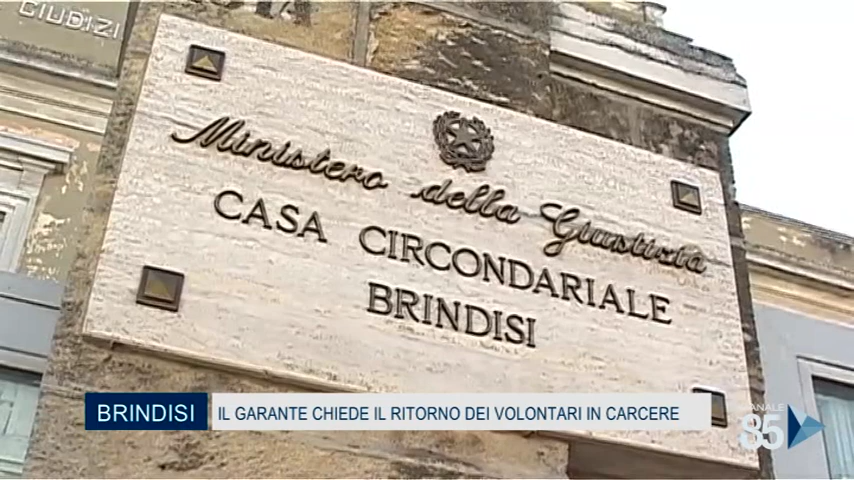 GIUDIZI
Ministero della Giustizia
CASA CIRCONDARIALE
BRINDISI
BRINDISI IL GARANTE CHIEDE IL RITORNO DEI VOLONTARI IN CARCERE
CANALE
85